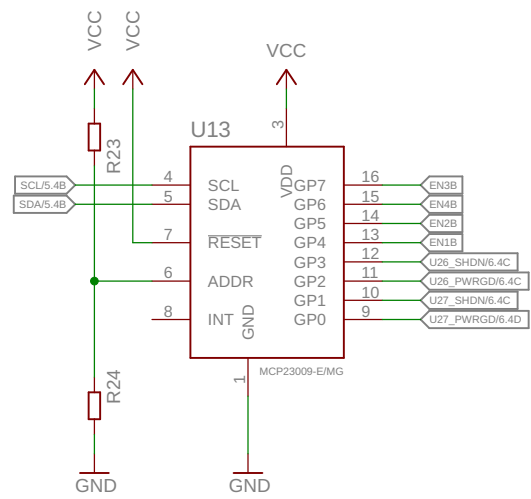 VCC
VCC
VCC
U13
3
R23
VDD
SCL/5.4B
4
SCL
GP7
16
EN3B
SDA/5.4B
5
SDA
GP6
15
EN4B
GP5
14
EN2B
7
RESET
GP4
13
EN1B
GP3
12
U26_SHDN/6.4C
6
ADDR
GP2
11
U26_PWRGD/6.4C
GP1
10
U27_SHDN/6.4C
8
INT
GND
GP0
9
U27_PWRGD/6.4D
R24
1
MCP23009-E/MG
GND
GND